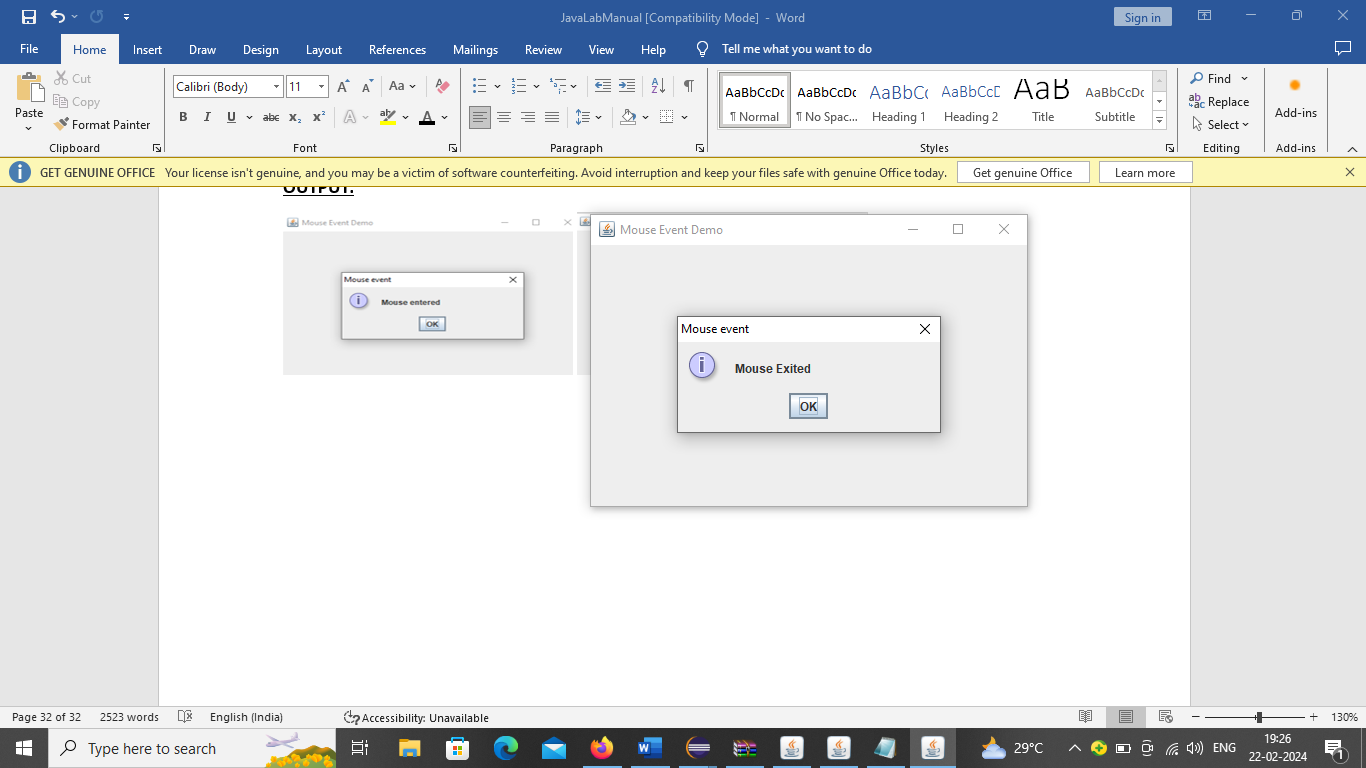 JavaLabManual [Compatibility Mode] - Word
Sign in
File Home Insert Draw Design Layout References Mailings Review View Help Tell me what you want to do
Paste
Cut
Copy
Format Painter
Clipboard
Calibri (Body) 11
Font
Paragraph
AaBbCcDc AaBbCcDc AaBbCc AaBbCcD AaB AaBbCcDc
¶ Normal ¶ No Spac... Heading 1 Heading 2 Title Subtitle
Styles
Find
Replace
Select
Editing
Add-ins
Add-ins
GET GENUINE OFFICE Your license isn't genuine, and you may be a victim of software counterfeiting. Avoid interruption and keep your files safe with genuine Office today. Get genuine Office Learn more
OUTPUT:
Mouse Event Demo
Mouse event
Mouse entered
OK
Mouse Event Demo
Mouse event
Mouse Exited
OK
Page 32 of 32 2523 words English (India) Accessibility: Unavailable 130%
Type here to search
29°C
ENG
19:26
22-02-2024
1